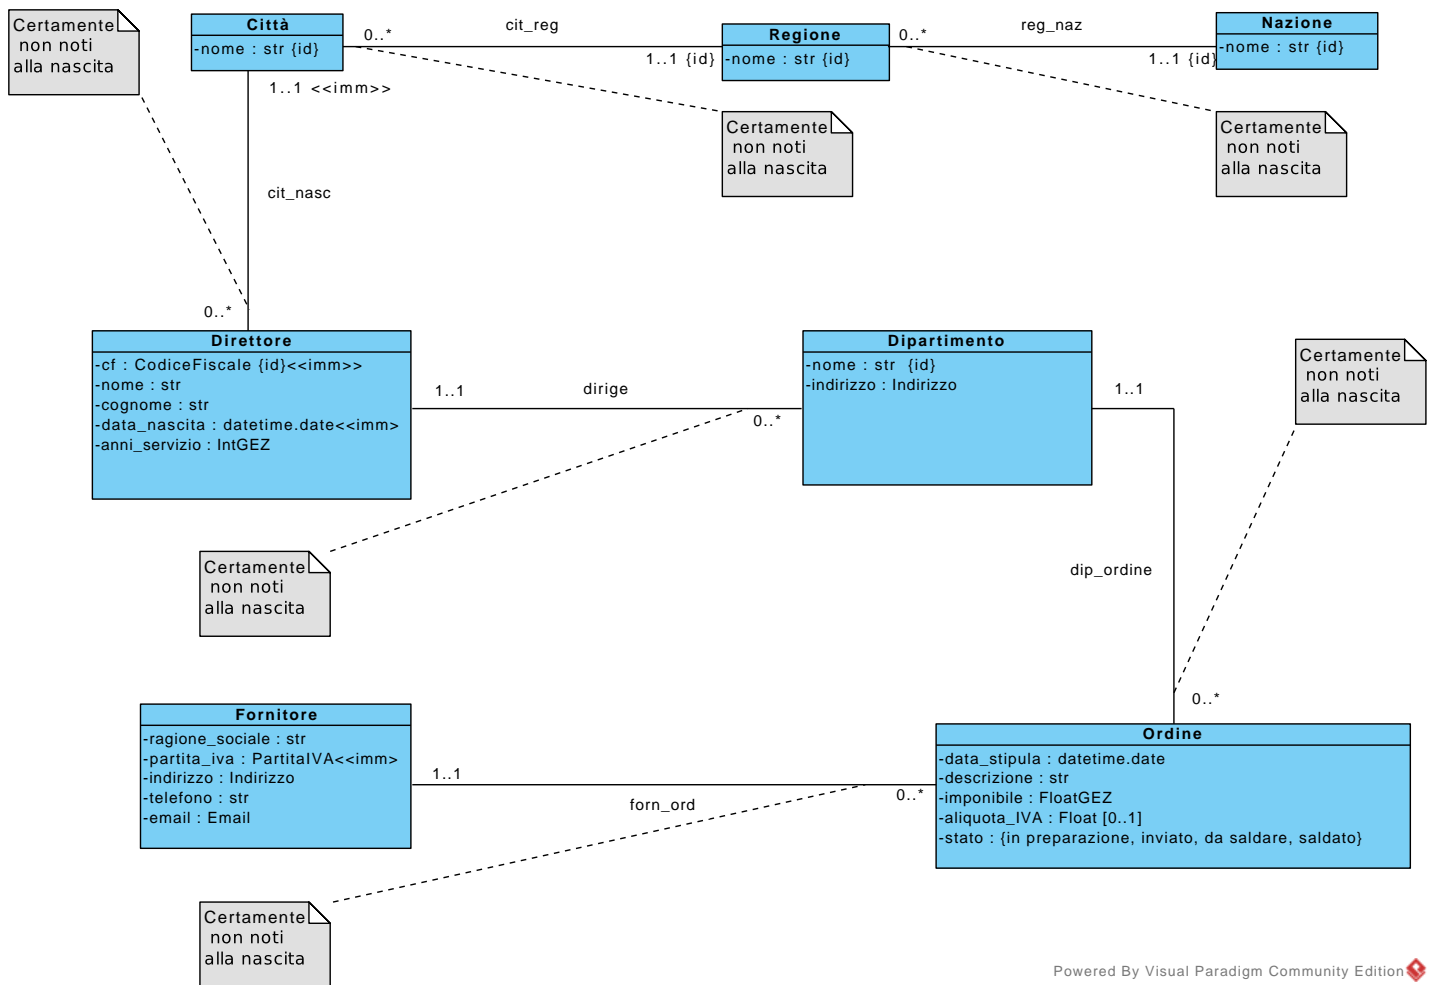 Certamente
non noti
alla nascita
Città
-nome : str {id}
0..*
cit_reg
1..1 {id}
Regione
-nome : str {id}
0..*
reg_naz
1..1 {id}
Nazione
-nome : str {id}
1..1 <<imm>>
Certamente
non noti
alla nascita
Certamente
non noti
alla nascita
cit_nasc
0..*
Direttore
-cf : CodiceFiscale {id}<<imm>>
-nome : str
-cognome : str
-data_nascita : datetime.date<<imm>
-anni_servizio : IntGEZ
1..1
dirige
0..*
Dipartimento
-nome : str  {id}
-indirizzo : Indirizzo
1..1
Certamente
non noti
alla nascita
Certamente
non noti
alla nascita
dip_ordine
0..*
Fornitore
-ragione_sociale : str
-partita_iva : PartitaIVA<<imm>
-indirizzo : Indirizzo
-telefono : str
-email : Email
1..1
forn_ord
0..*
Ordine
-data_stipula : datetime.date
-descrizione : str
-imponibile : FloatGEZ
-aliquota_IVA : Float [0..1]
-stato : {in preparazione, inviato, da saldare, saldato}
Certamente
non noti
alla nascita
Powered By Visual Paradigm Community Edition